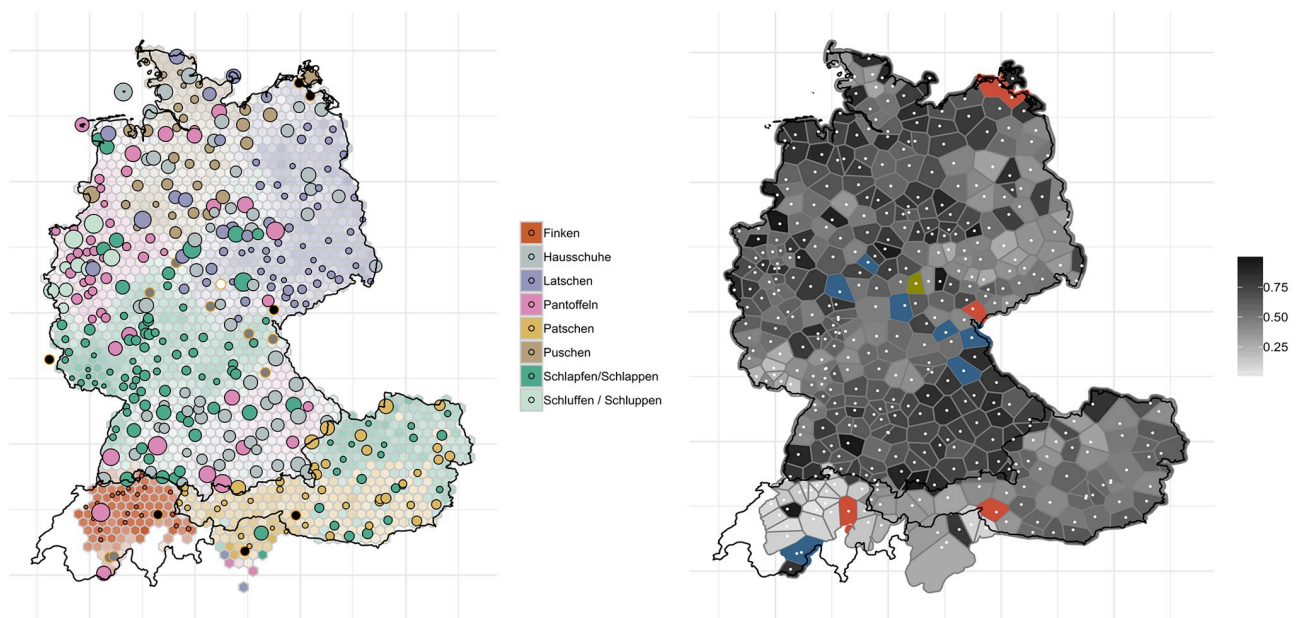 Finken
Hausschuhe
Latschen
Pantoffeln
Patschen
Puschen
Schlapfen/Schlappen
Schluffen / Schluppen
0.75
0.50
0.25